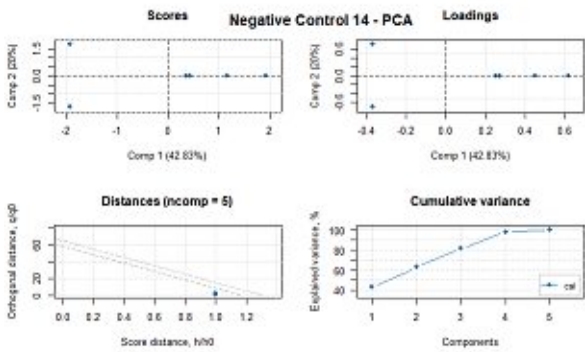 Negative Control 14 - PCA
Scores
Comp 2 (20%)
1.5
0.0
-1.5
-2 -1 0 1 2
Comp 1 (42.83%)
Loadings
Comp 2 (20%)
0.6
0.0
-0.6
-0.4 -0.2 0.0 0.2 0.4 0.6
Comp 1 (42.83%)
Distances (ncomp = 5)
Orthogonal distance, q/q0
60
20
0
0.0 0.2 0.4 0.6 0.8 1.0 1.2
Score distance, h/h0
Cumulative variance
Explained variance, %
100
80
60
40
cal
1 2 3 4 5
Components